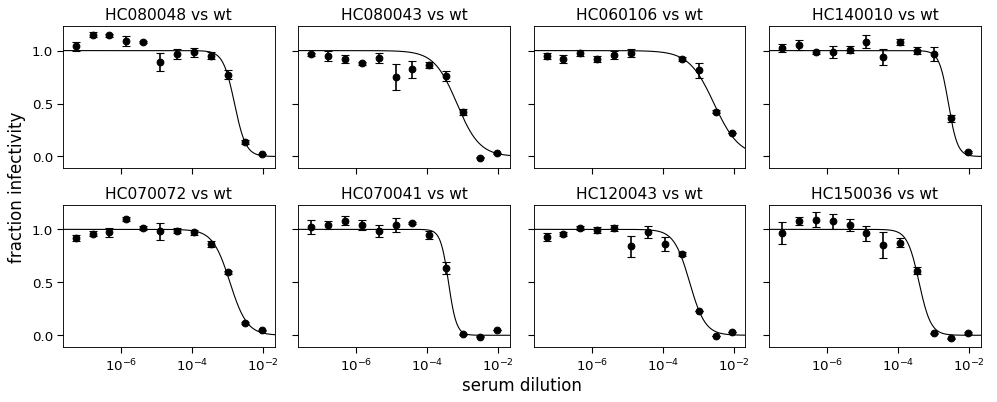 HC080048 vs wt HC080043 vs wt HC060106 vs wt HC140010 vs wt
1.0
0.5
0.0
HC070072 vs wt HC070041 vs wt HC120043 vs wt HC150036 vs wt
1.0
0.5
0.0
fraction infectivity
10⁻⁶ 10⁻⁴ 10⁻² 10⁻⁶ 10⁻⁴ 10⁻² 10⁻⁶ 10⁻⁴ 10⁻² 10⁻⁶ 10⁻⁴ 10⁻²
serum dilution